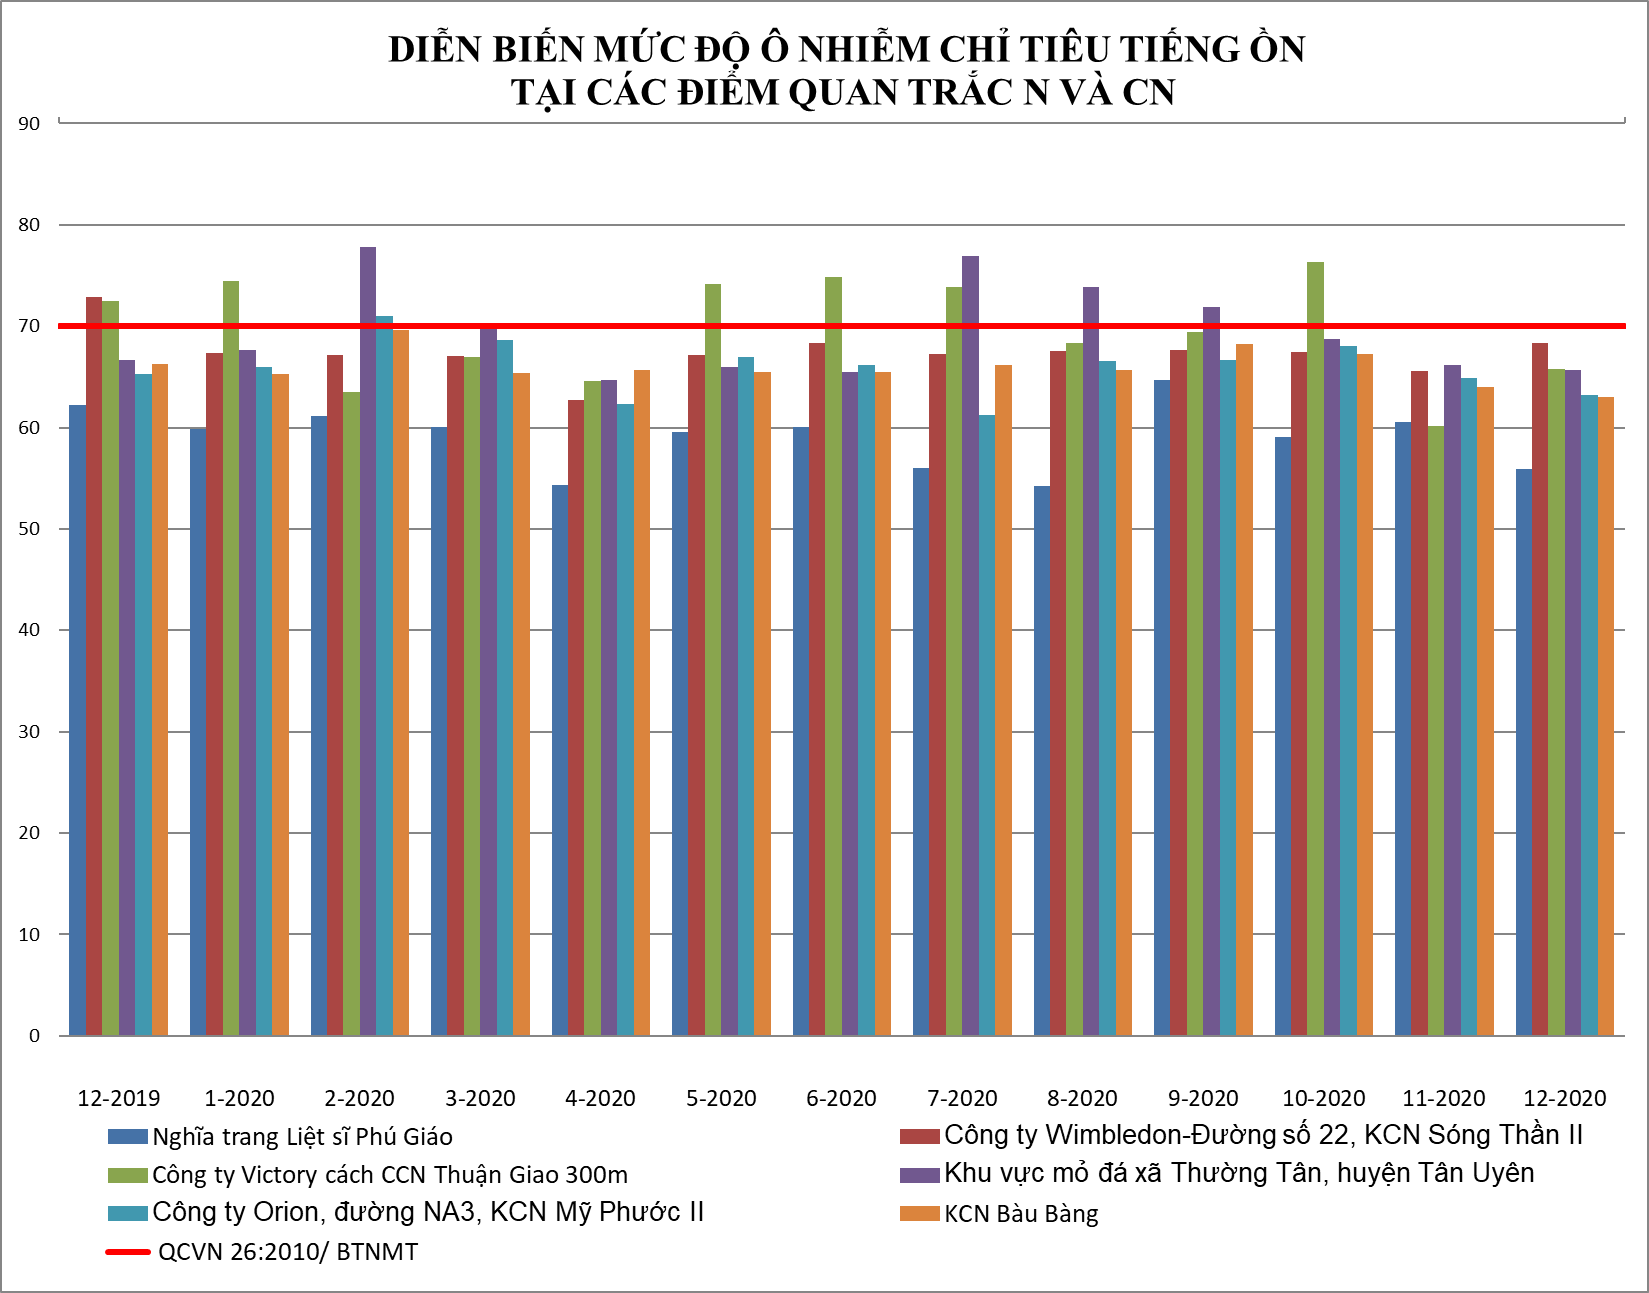 DIỄN BIẾN MỨC ĐỘ Ô NHIỄM CHỈ TIÊU TIẾNG ỒN
TẠI CÁC ĐIỂM QUAN TRẮC N VÀ CN
90
80
70
60
50
40
30
20
10
0
12-2019 1-2020 2-2020 3-2020 4-2020 5-2020 6-2020 7-2020 8-2020 9-2020 10-2020 11-2020 12-2020
Nghĩa trang Liệt sĩ Phú Giáo
Công ty Wimbledon-Đường số 22, KCN Sóng Thần II
Công ty Victory cách CCN Thuận Giao 300m
Khu vực mỏ đá xã Thường Tân, huyện Tân Uyên
Công ty Orion, đường NA3, KCN Mỹ Phước II
KCN Bàu Bàng
QCVN 26:2010/ BTNMT